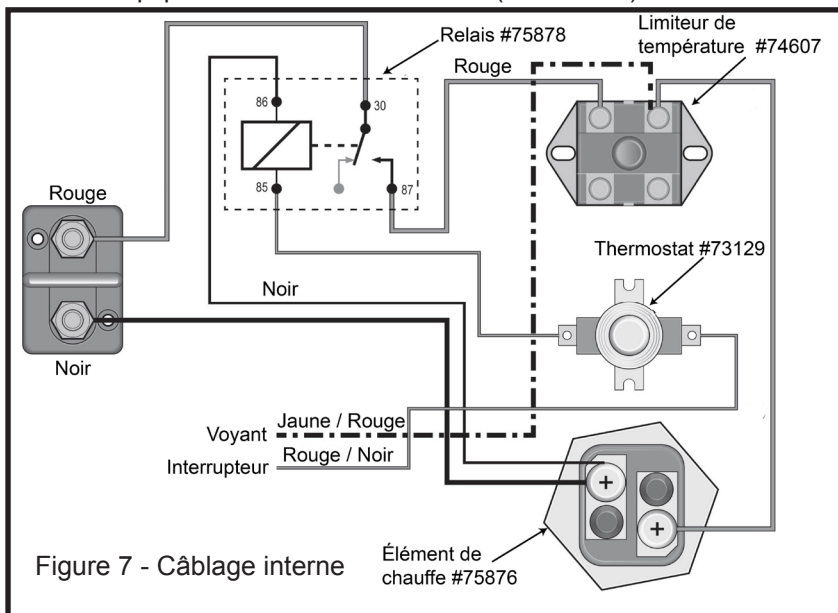 Relais #75878
Limiteur de
température #74607
Rouge
86
30
85
87
Rouge
Thermostat #73129
Noir
Noir
Jaune / Rouge
Voyant
Rouge / Noir
Interrupteur
Élément de
chauffe #75876
Figure 7 - Câblage interne